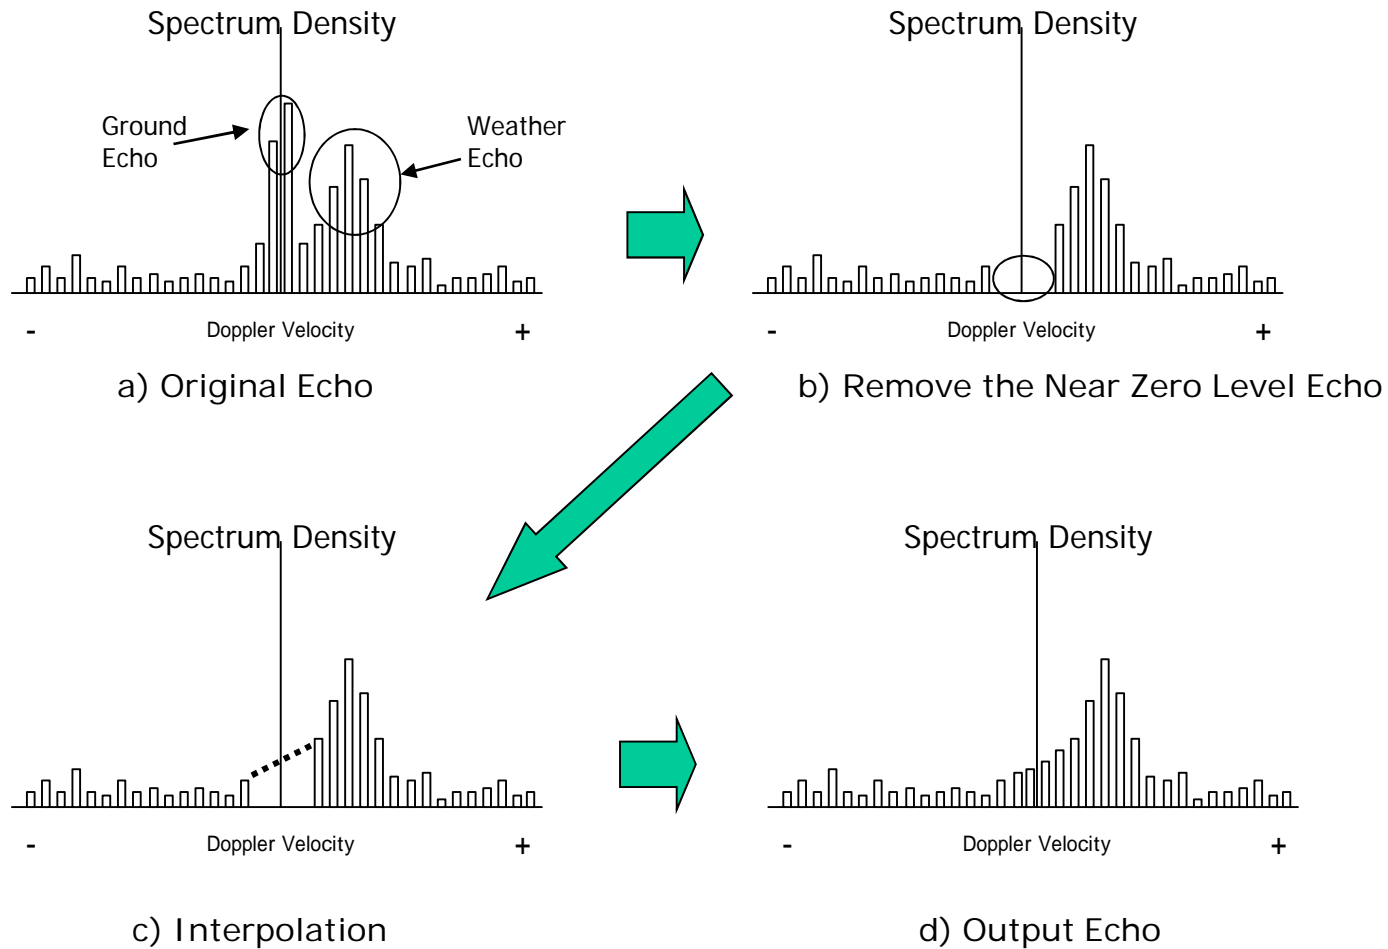 Spectrum Density
Ground
Echo
Weather
Echo
- Doppler Velocity +
a) Original Echo
Spectrum Density
- Doppler Velocity +
b) Remove the Near Zero Level Echo
Spectrum Density
- Doppler Velocity +
c) Interpolation
Spectrum Density
- Doppler Velocity +
d) Output Echo